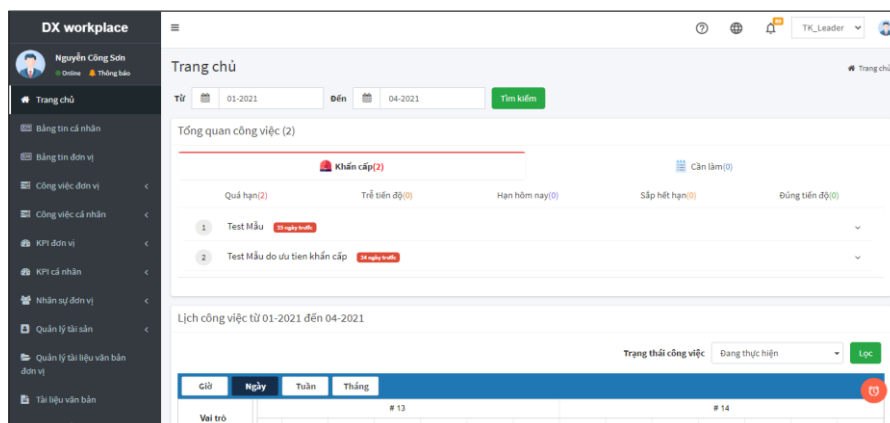 DX workplace
TK_Leader
Nguyễn Công Sơn
Online Thông báo
Trang chủ
Bảng tin cá nhân
Bảng tin đơn vị
Công việc đơn vị
Công việc cá nhân
KPI đơn vị
KPI cá nhân
Nhân sự đơn vị
Quản lý tài sản
Quản lý tài liệu văn bản
đơn vị
Tài liệu văn bản
Trang chủ
Trang chủ
Từ 01-2021 Đến 04-2021 Tìm kiếm
Tổng quan công việc (2)
Khẩn cấp(2) Cần làm(0)
Quá hạn(2) Trễ tiến độ(0) Hạn hôm nay(0) Sắp hết hạn(0) Đúng tiến độ(0)
1 Test Mẫu
2 Test Mẫu do ưu tien khẩn cấp 34 ngày trước
Lịch công việc từ 01-2021 đến 04-2021
Trạng thái công việc Đang thực hiện Lọc
Giờ Ngày Tuần Tháng
Vai trò # 13 # 14